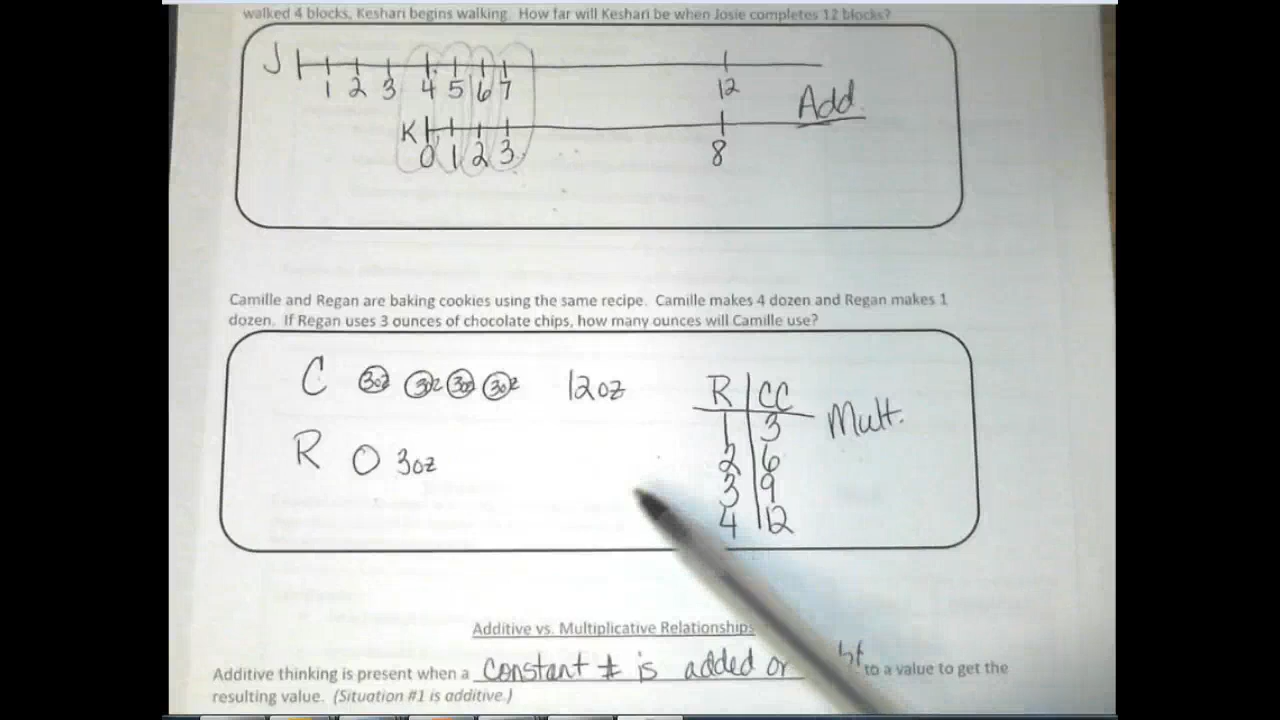 walked 4 blocks, Keshari begins walking. How far will Keshari be when Josie completes 12 blocks?
J
1 2 3 4 5 6 7 12
Add
K
0 1 2 3 8
Camille and Regan are baking cookies using the same recipe. Camille makes 4 dozen and Regan makes 1
dozen. If Regan uses 3 ounces of chocolate chips, how many ounces will Camille use?
C 3oz 3oz 3oz 3oz 12oz
R O 3oz
R CC
1 3 Mult.
2 6
3 9
4 12
Additive vs. Multiplicative Relationships
Additive thinking is present when a constant # is added or to a value to get the
resulting value. (Situation #1 is additive.)